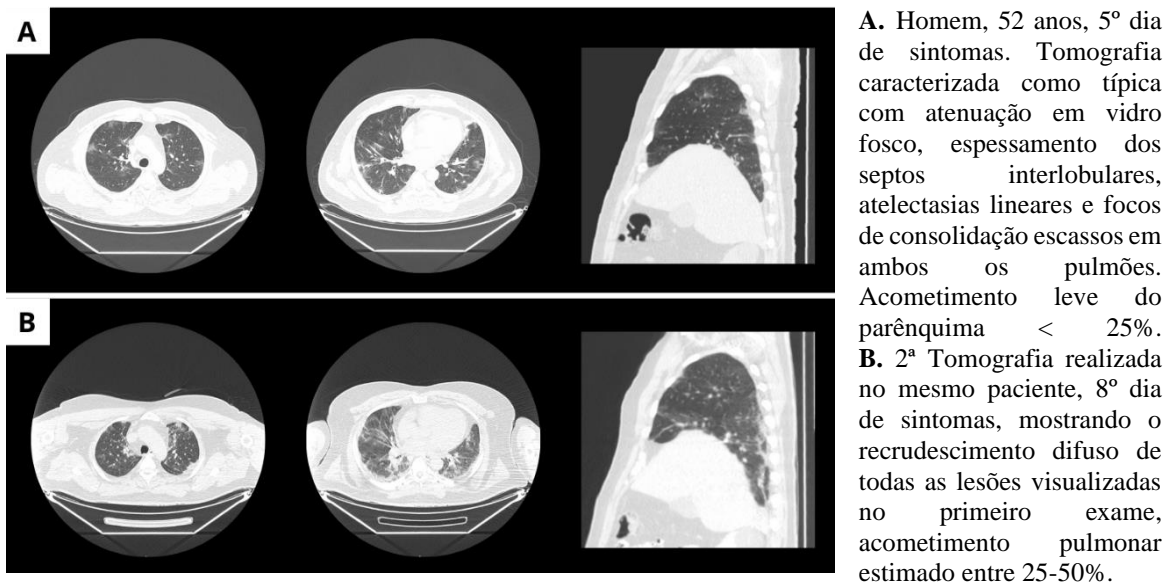 A
B
A. Homem, 52 anos, 5º dia
de sintomas. Tomografia
caracterizada como típica
com atenuação em vidro
fosco, espessamento dos
septos interlobulares,
atelectasias lineares e focos
de consolidação escassos em
ambos os pulmões.
Acometimento leve do
parênquima < 25%.
B. 2ª Tomografia realizada
no mesmo paciente, 8º dia
de sintomas, mostrando o
recrudescimento difuso de
todas as lesões visualizadas
no primeiro exame,
acometimento pulmonar
estimado entre 25-50%.